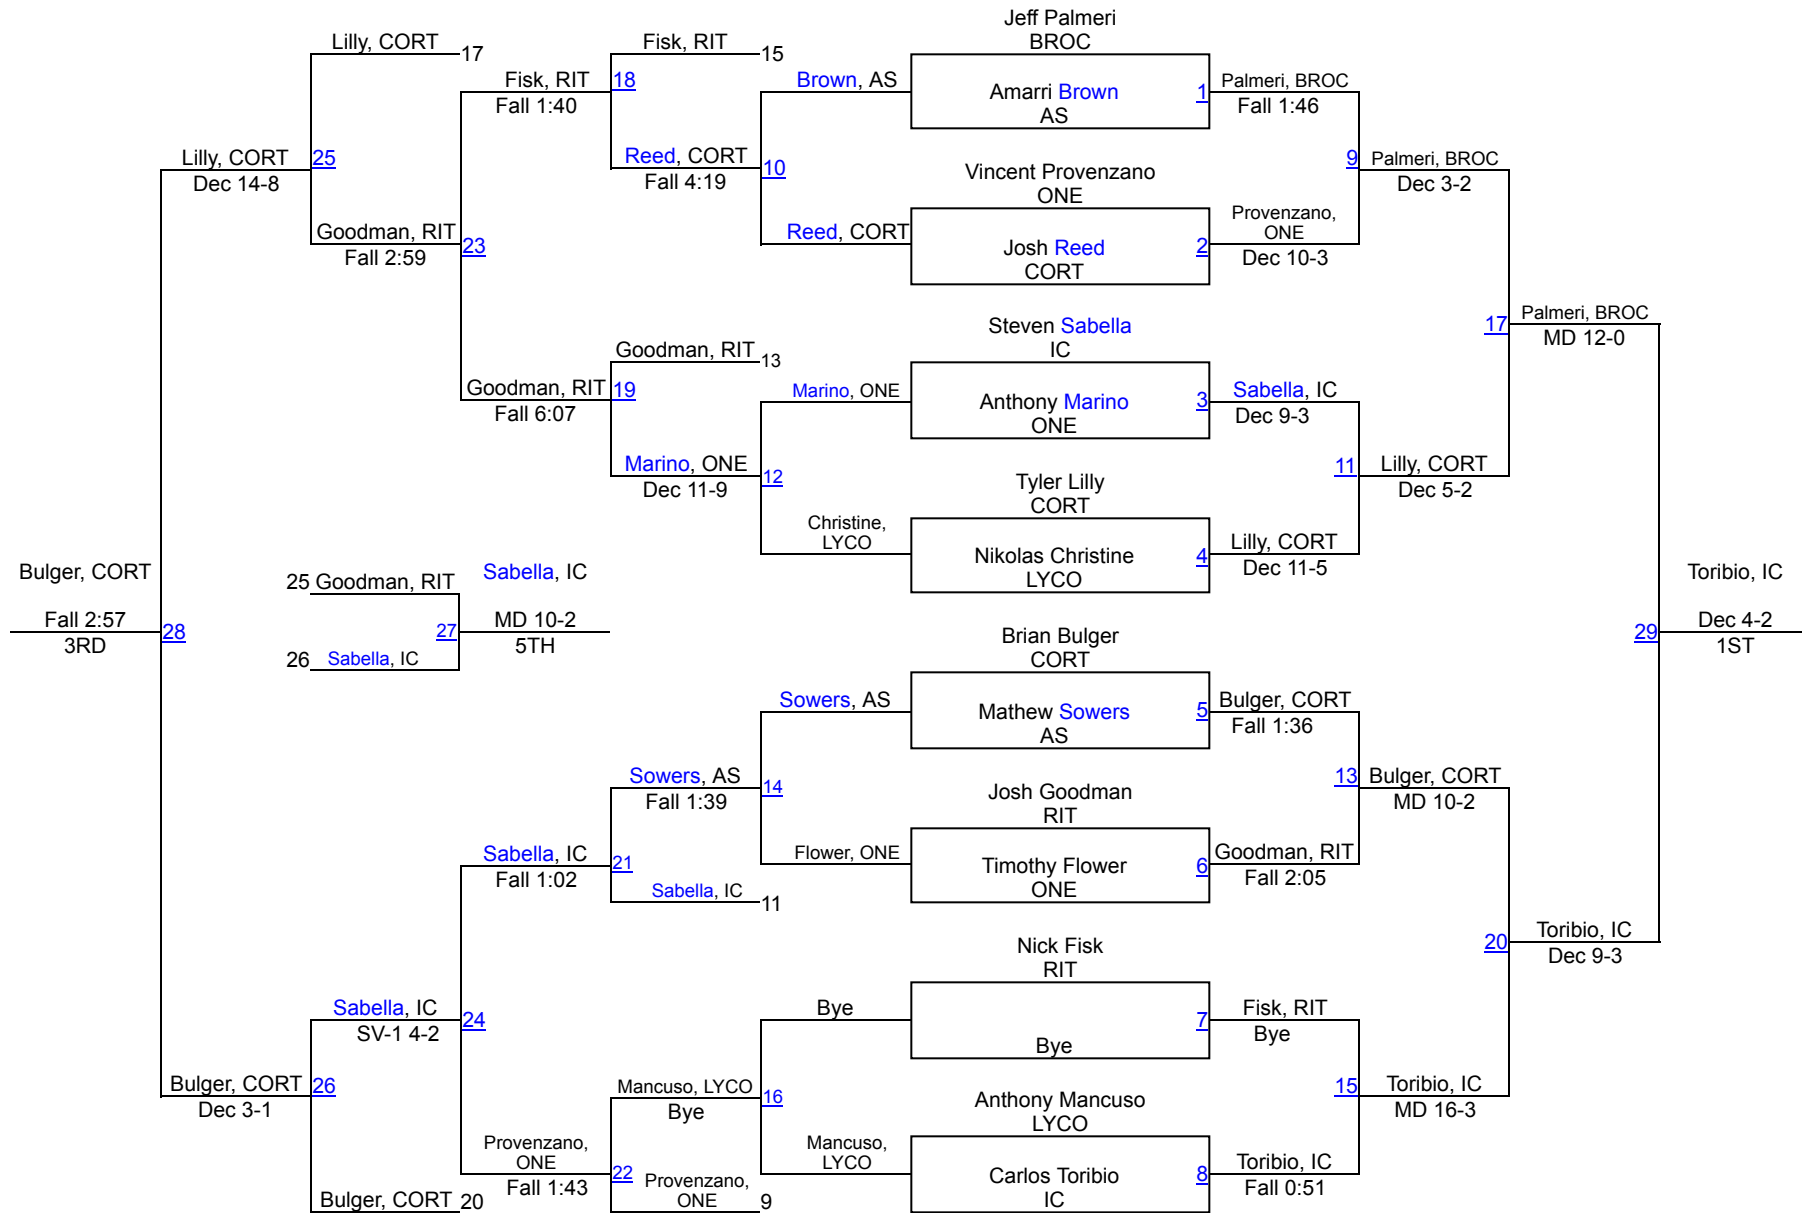 Jeff Palmeri
BROC
Lilly, CORT
17
Fisk, RIT
15
Fisk, RIT
18
Fall 1:40
Brown, AS
Amarri Brown
AS
1
Palmeri, BROC
Fall 1:46
Lilly, CORT
25
Dec 14-8
Reed, CORT
10
Fall 4:19
Vincent Provenzano
ONE
9
Palmeri, BROC
Dec 3-2
Goodman, RIT
23
Fall 2:59
Reed, CORT
Josh Reed
CORT
2
Provenzano,
ONE
Dec 10-3
Steven Sabella
IC
17
Palmeri, BROC
MD 12-0
Goodman, RIT
13
Goodman, RIT
19
Fall 6:07
Marino, ONE
Anthony Marino
ONE
3
Sabella, IC
Dec 9-3
Marino, ONE
12
Dec 11-9
Tyler Lilly
CORT
11
Lilly, CORT
Dec 5-2
Christine,
LYCO
Nikolas Christine
LYCO
4
Lilly, CORT
Dec 11-5
Bulger, CORT
Fall 2:57
3RD
28
25
Goodman, RIT
26
Sabella, IC
27
Sabella, IC
MD 10-2
5TH
Toribio, IC
29
Dec 4-2
1ST
Brian Bulger
CORT
Sowers, AS
Mathew Sowers
AS
5
Bulger, CORT
Fall 1:36
Sowers, AS
14
Fall 1:39
Josh Goodman
RIT
13
Bulger, CORT
MD 10-2
Sabella, IC
21
Fall 1:02
Sabella, IC
11
Flower, ONE
Timothy Flower
ONE
6
Goodman, RIT
Fall 2:05
Nick Fisk
RIT
20
Toribio, IC
Dec 9-3
Sabella, IC
24
SV-1 4-2
Bye
Bye
7
Fisk, RIT
Bye
Bulger, CORT
26
Dec 3-1
Mancuso, LYCO
16
Bye
Anthony Mancuso
LYCO
15
Toribio, IC
MD 16-3
Provenzano,
ONE
22
Fall 1:43
Provenzano,
ONE
9
Mancuso,
LYCO
Carlos Toribio
IC
8
Toribio, IC
Fall 0:51
Bulger, CORT
20